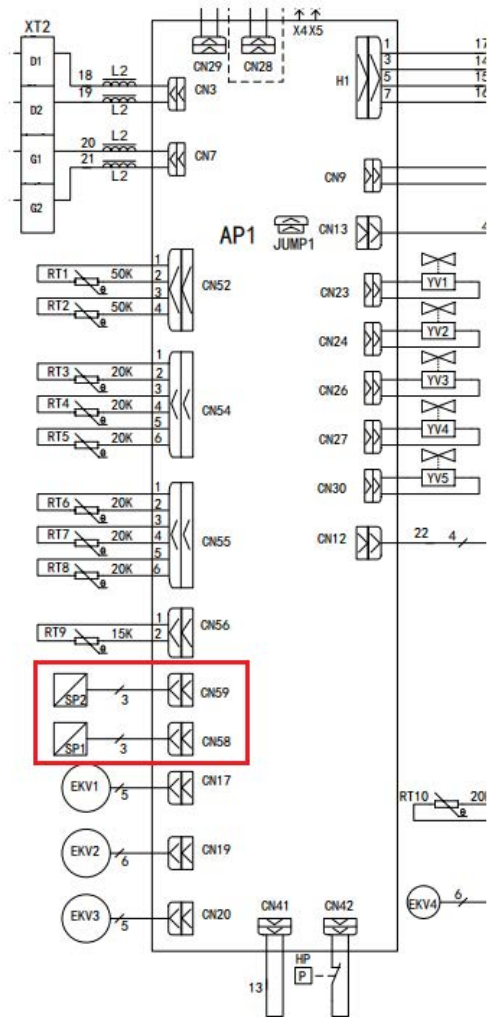 XT2
X4 X5
D1
18
L2
CN29
CN28
1
17
3
14
H1
5
15
7
16
D2
19
L2
CN3
G1
20
L2
21
L2
CN7
G2
CN9
AP1
JUMP1
CN13
4
RT1
50K
1
2
3
4
RT2
50K
CN52
CN23
YV1
CN24
YV2
RT3
20K
RT4
20K
RT5
20K
1
2
3
4
5
6
CN54
CN26
YV3
CN27
YV4
CN30
YV5
RT6
20K
RT7
20K
RT8
20K
1
2
3
4
5
6
CN55
CN12
22
4
RT9
15K
1
2
CN56
SP2
3
CN59
SP1
3
CN58
EKV1
5
CN17
RT10
EKV2
6
CN19
EKV3
5
CN20
EKV4
6
CN41
CN42
HP
P
13